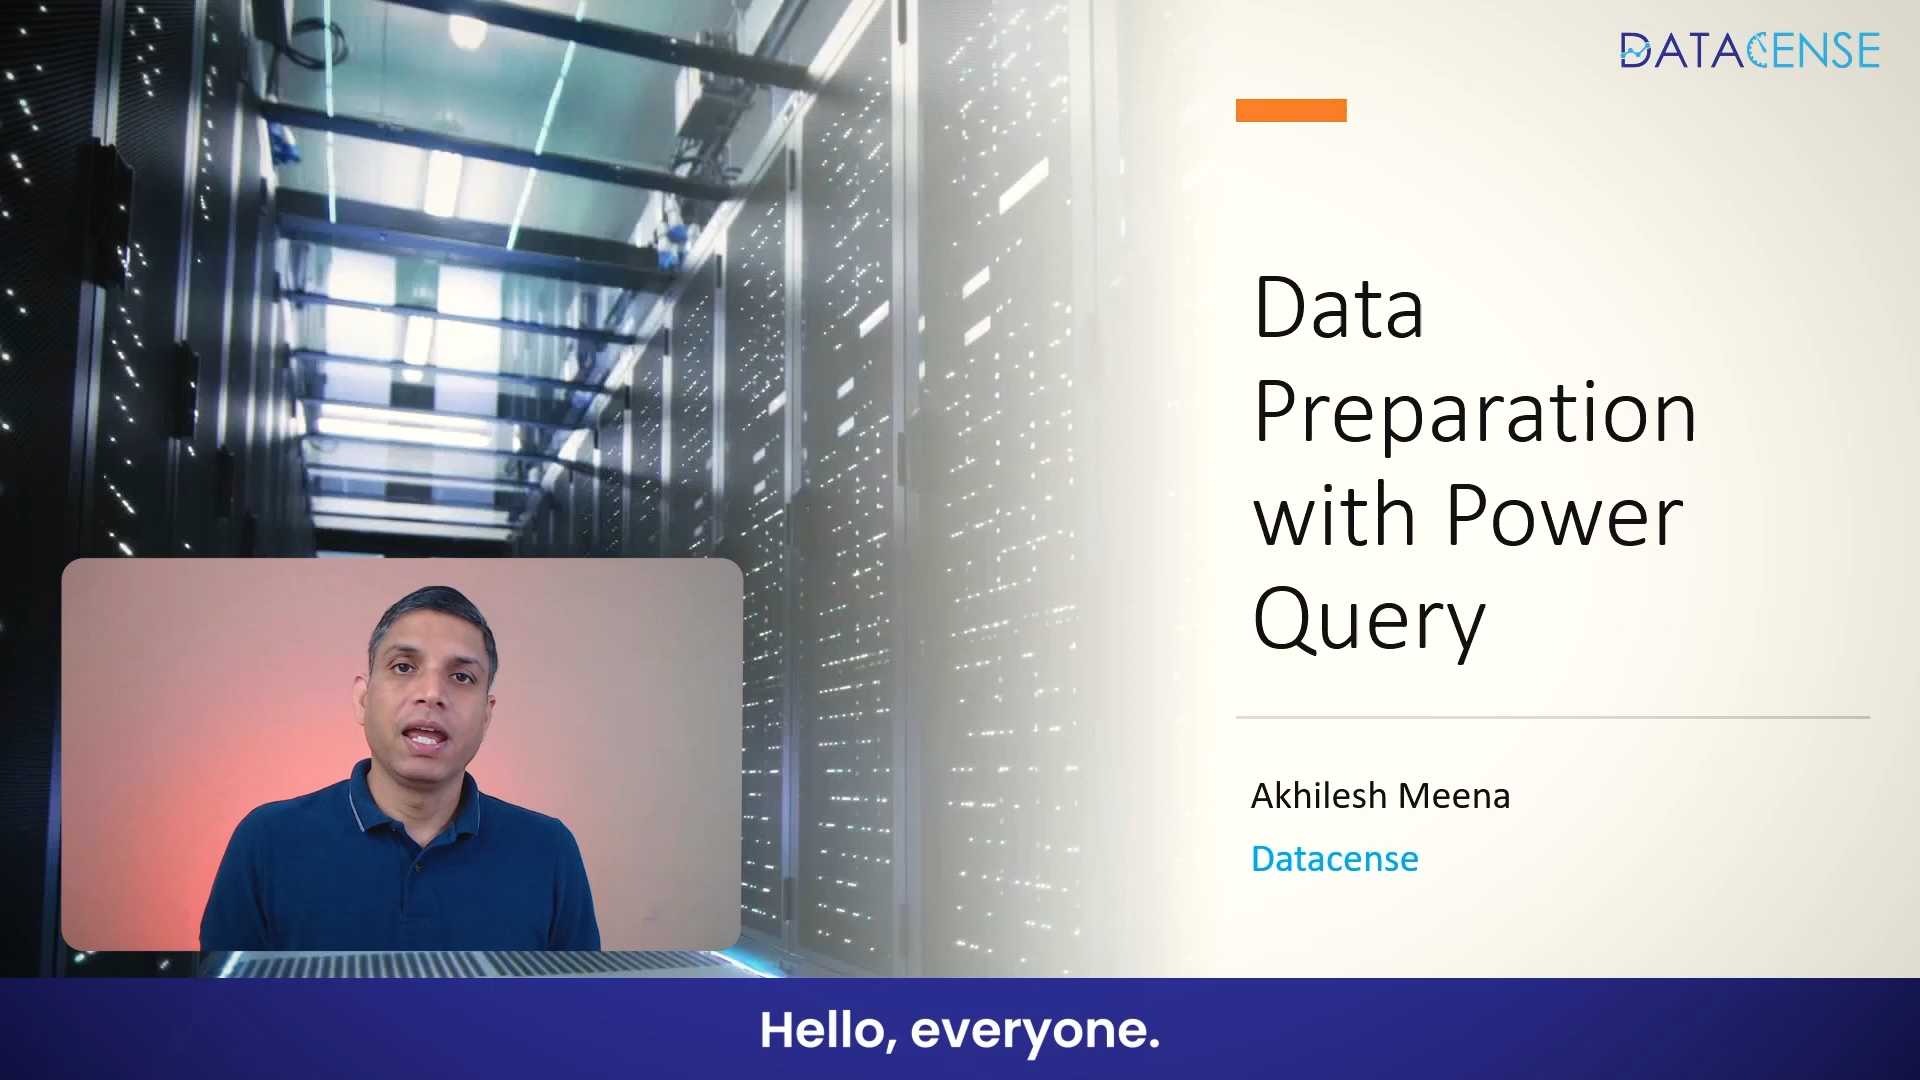 DATACENSE
Data
Preparation
with Power
Query
Akhilesh Meena
Datacense
Hello, everyone.